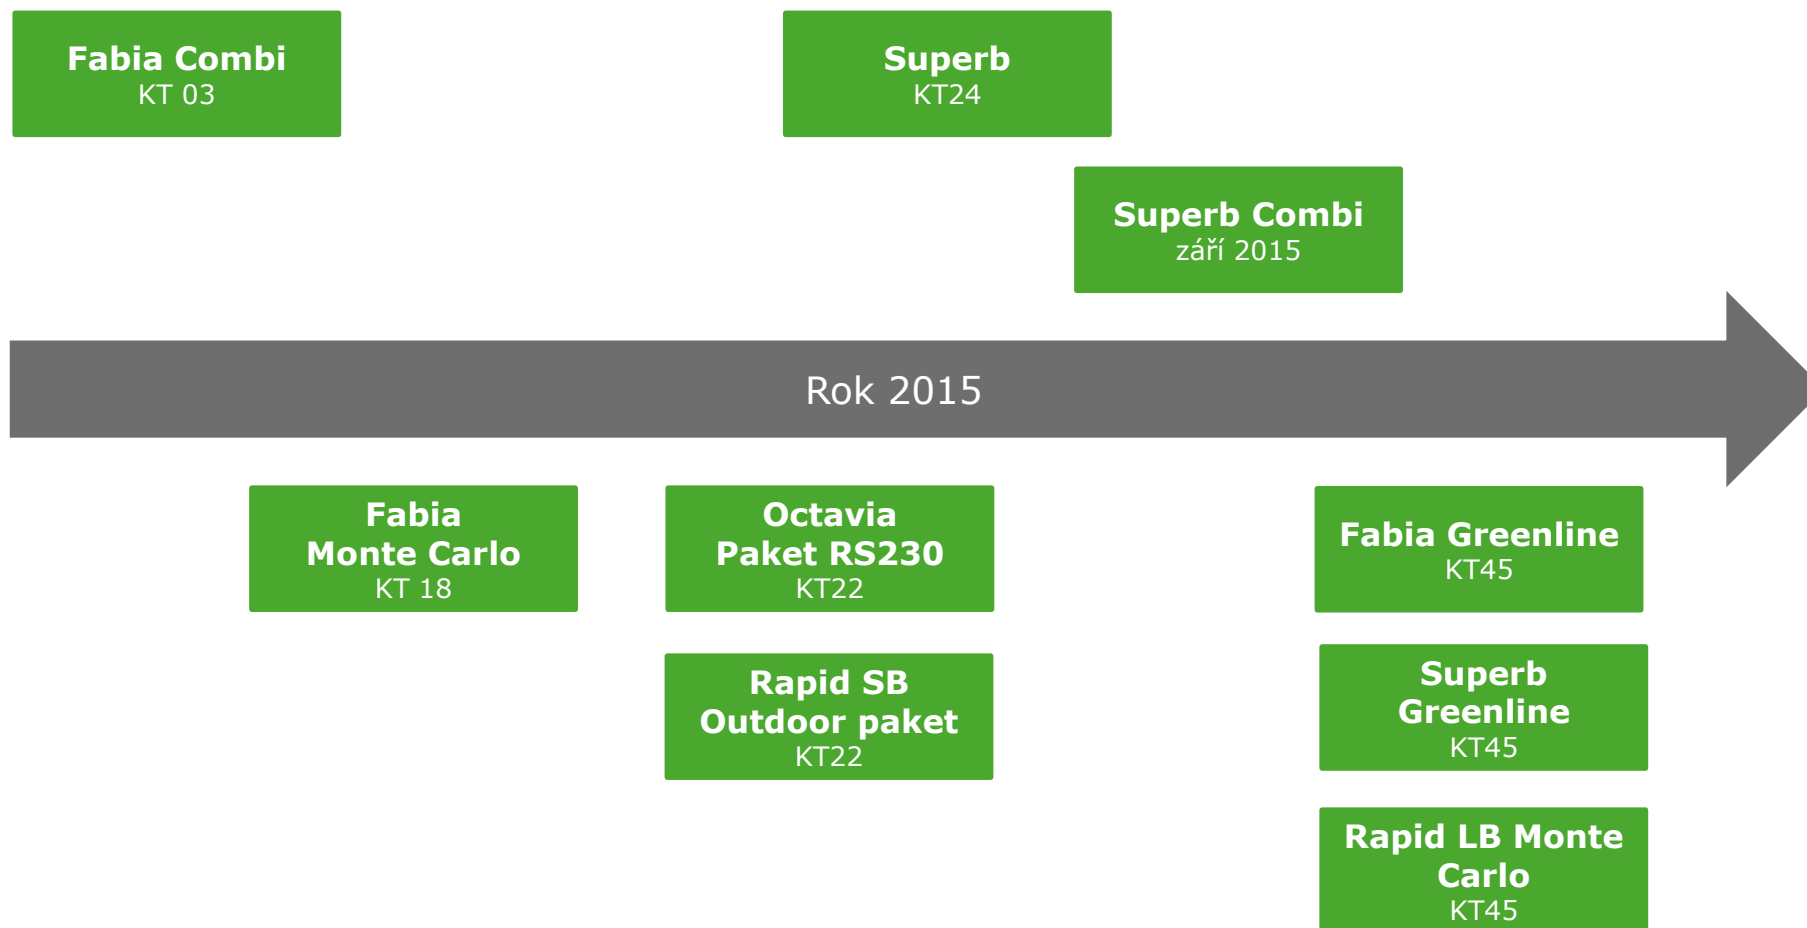 Fabia Combi
KT 03
Superb
KT24
Superb Combi
září 2015
Rok 2015
Fabia
Monte Carlo
KT 18
Octavia
Paket RS230
KT22
Fabia Greenline
KT45
Rapid SB
Outdoor paket
KT22
Superb
Greenline
KT45
Rapid LB Monte
Carlo
KT45